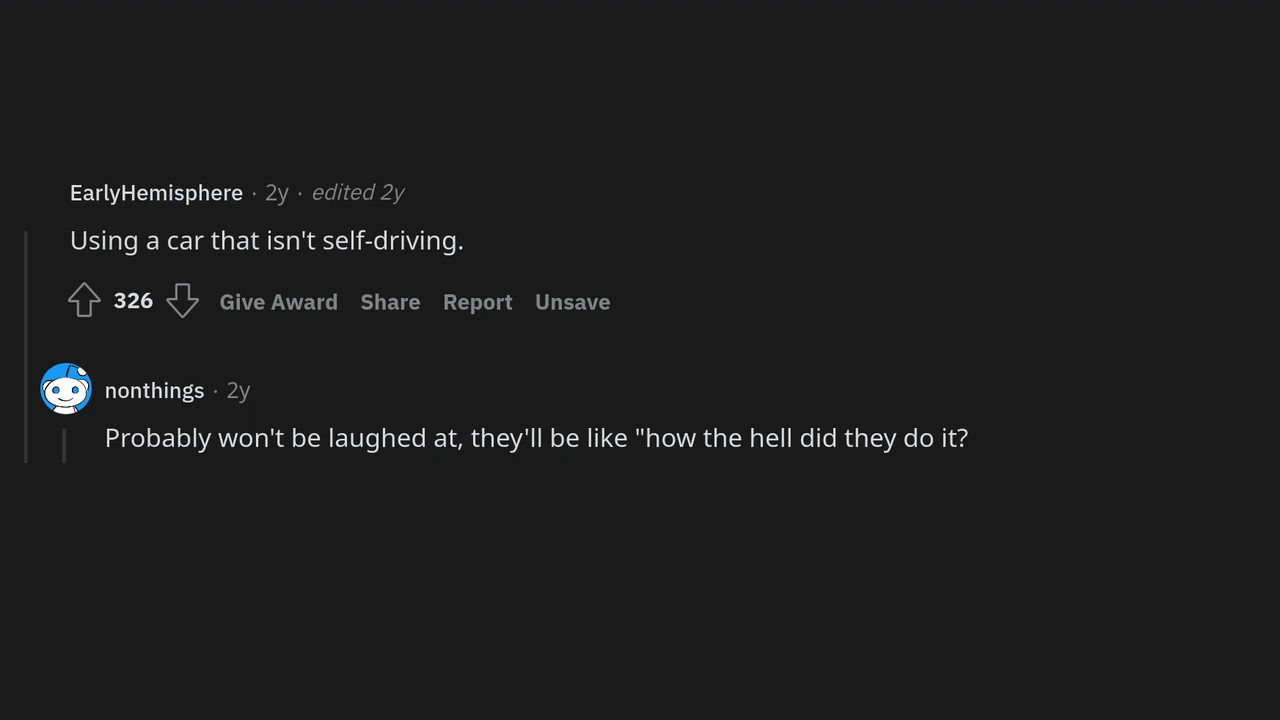 EarlyHemisphere · 2y · edited 2y
Using a car that isn't self-driving.
326 Give Award Share Report Unsave
nonthings · 2y
Probably won't be laughed at, they'll be like "how the hell did they do it?